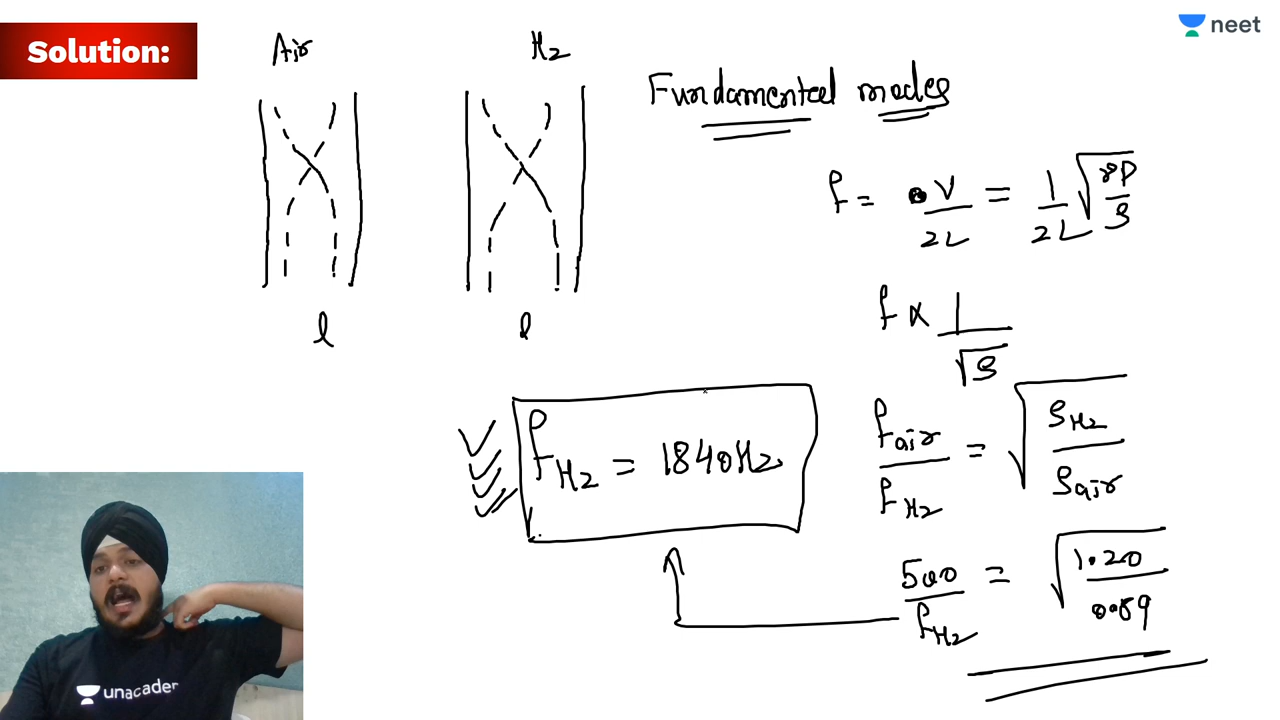 Solution:
neet
Air
H₂
Fundamental modes
f = V/2L = 1/2L √(γP/ρ)
f ∝ 1/√ρ
l
l
f_air/f_H₂ = √(ρ_H₂/ρ_air)
f_H₂ = 1840Hz
500/f_H₂ = √(1.20/0.089)
unacader